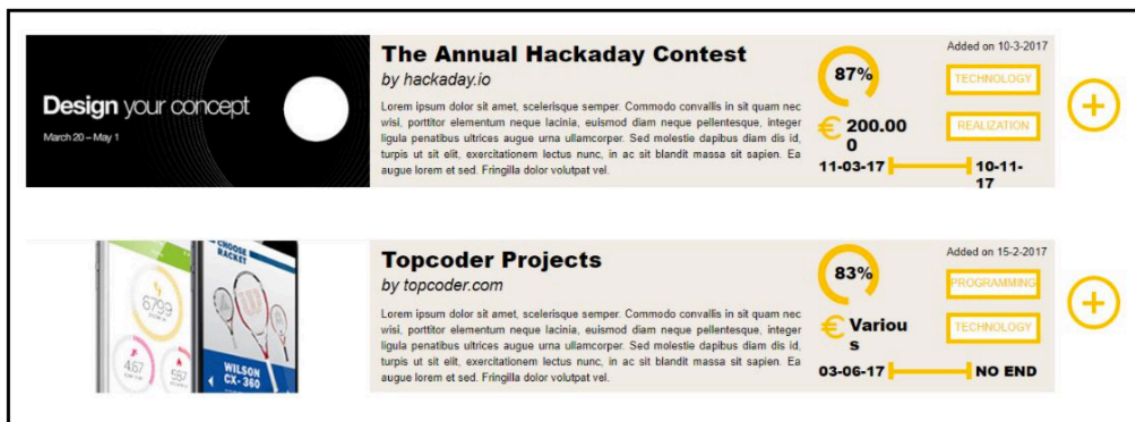 Design your concept
March 20 – May 1
The Annual Hackaday Contest
by hackaday.io
Lorem ipsum dolor sit amet, scelerisque semper. Commodo convallis in sit quam nec
wisi, porttitor elementum neque lacinia, euismod diam neque pellentesque, integer
ligula penatibus ultrices augue urna ullamcorper. Sed molestie dapibus diam dis id,
turpis ut sit elit, exercitationem lectus nunc, in ac sit blandit massa sit sapien. Ea
augue lorem et sed. Fringilla dolor volutpat vel.
87%
€ 200.00
0
11-03-17
10-11-
17
Added on 10-3-2017
TECHNOLOGY
REALIZATION
+
6799
4.67
567
CHOOSE
RACKET
WILSON
CX- 360
Topcoder Projects
by topcoder.com
Lorem ipsum dolor sit amet, scelerisque semper. Commodo convallis in sit quam nec
wisi, porttitor elementum neque lacinia, euismod diam neque pellentesque, integer
ligula penatibus ultrices augue urna ullamcorper. Sed molestie dapibus diam dis id,
turpis ut sit elit, exercitationem lectus nunc, in ac sit blandit massa sit sapien. Ea
augue lorem et sed. Fringilla dolor volutpat vel.
83%
€ Variou
s
03-06-17
NO END
Added on 15-2-2017
PROGRAMMING
TECHNOLOGY
+